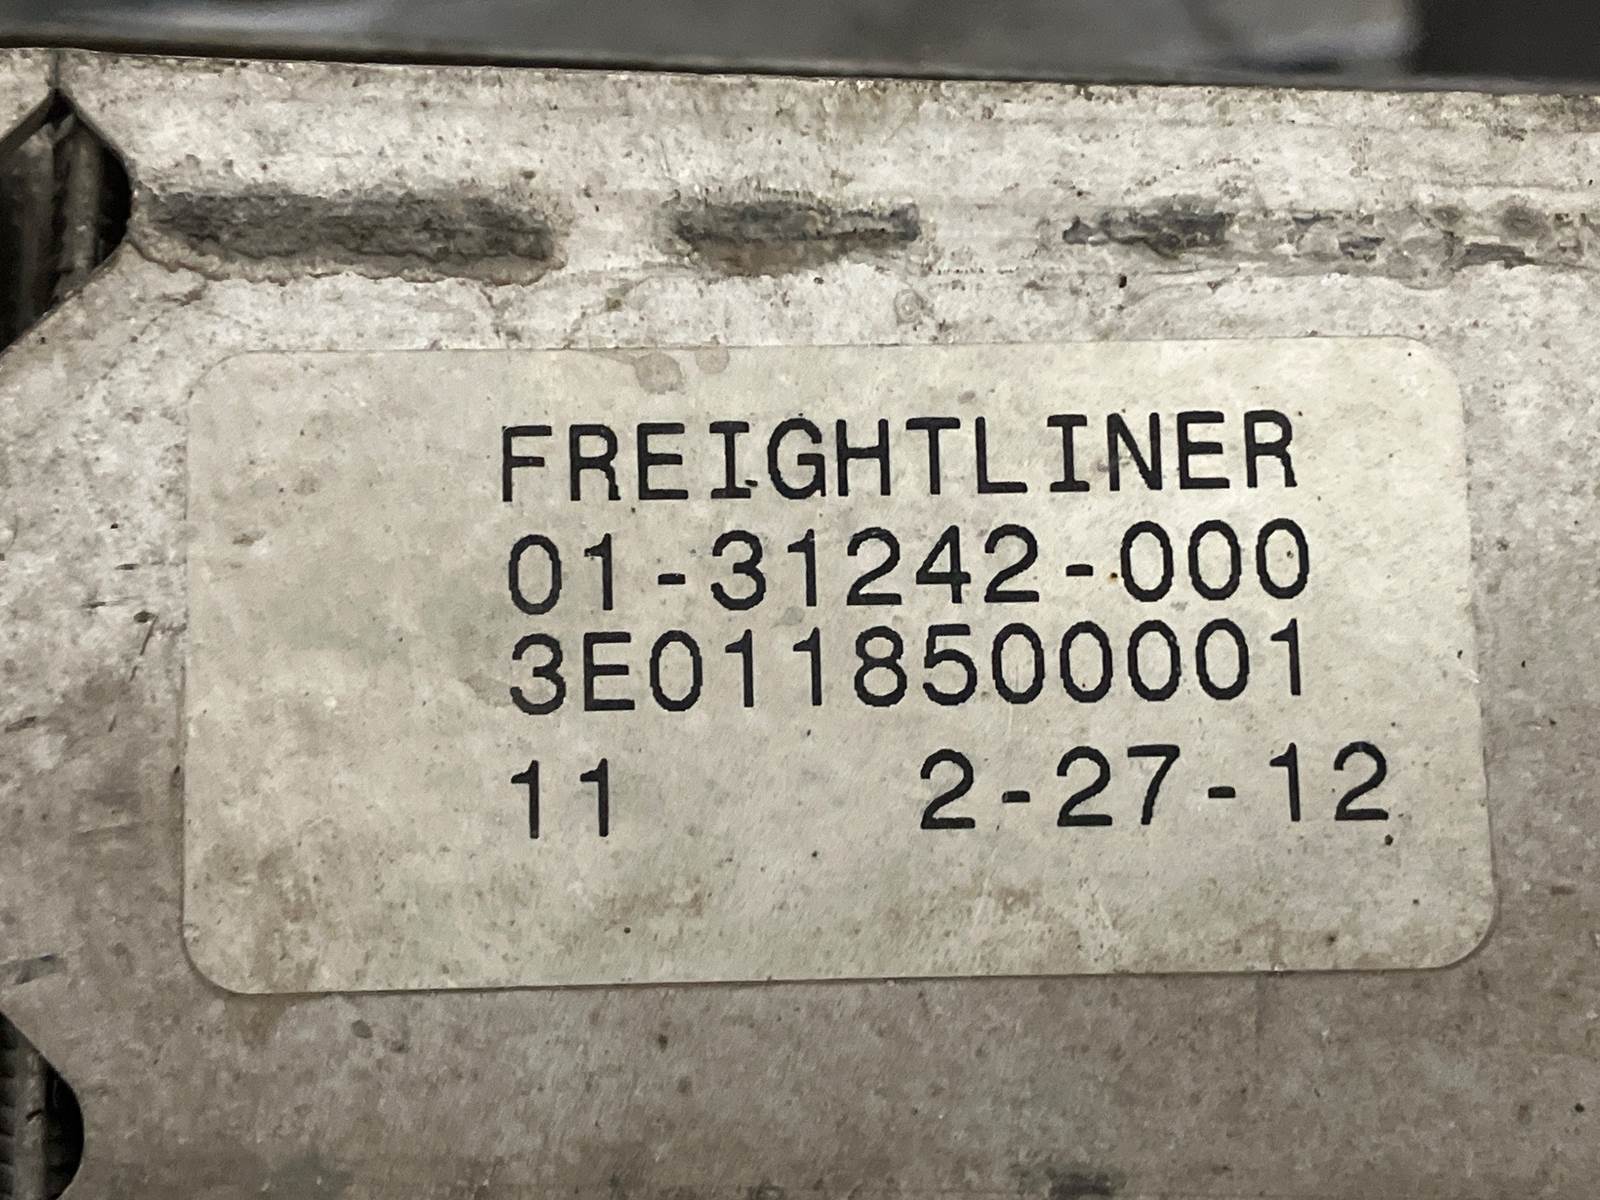 FREIGHTLINER
01-31242-000
3E0118500001
11 2-27-12